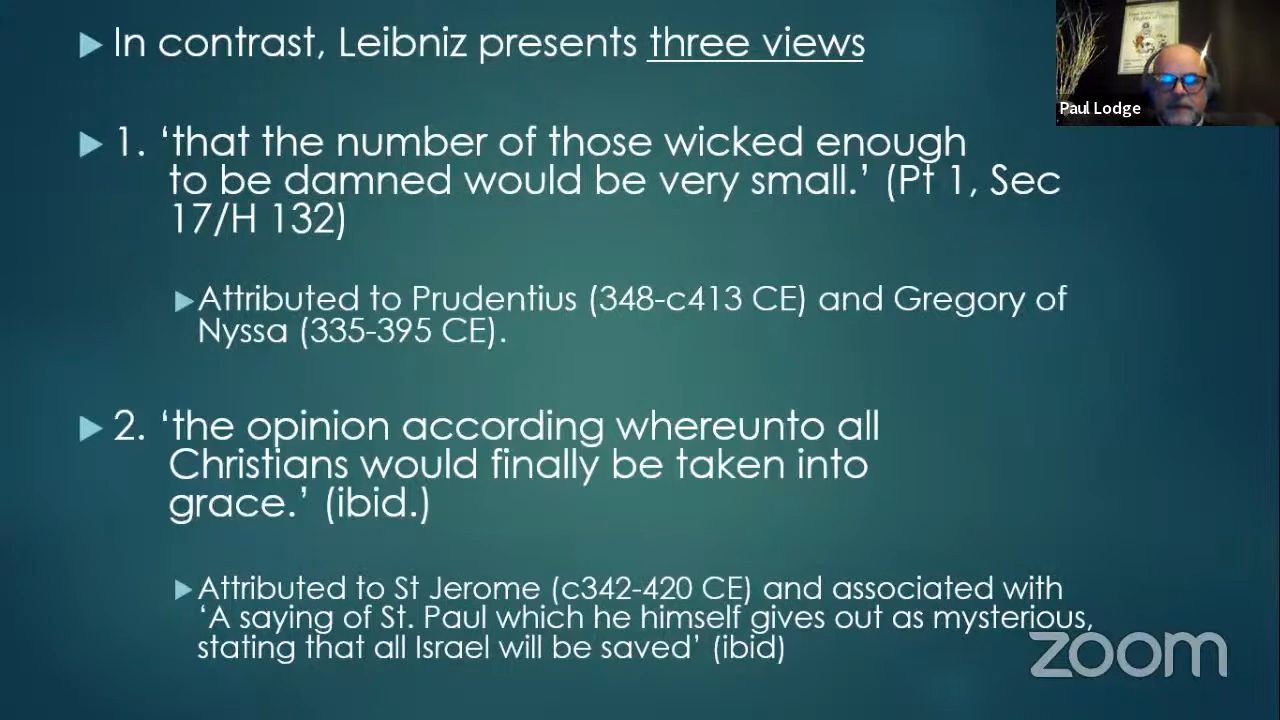 In contrast, Leibniz presents three views
1. ‘that the number of those wicked enough
to be damned would be very small.’ (Pt 1, Sec
17/H 132)
Attributed to Prudentius (348-c413 CE) and Gregory of
Nyssa (335-395 CE).
2. ‘the opinion according whereunto all
Christians would finally be taken into
grace.’ (ibid.)
Attributed to St Jerome (c342-420 CE) and associated with
‘A saying of St. Paul which he himself gives out as mysterious,
stating that all Israel will be saved’ (ibid)
Paul Lodge
zoom